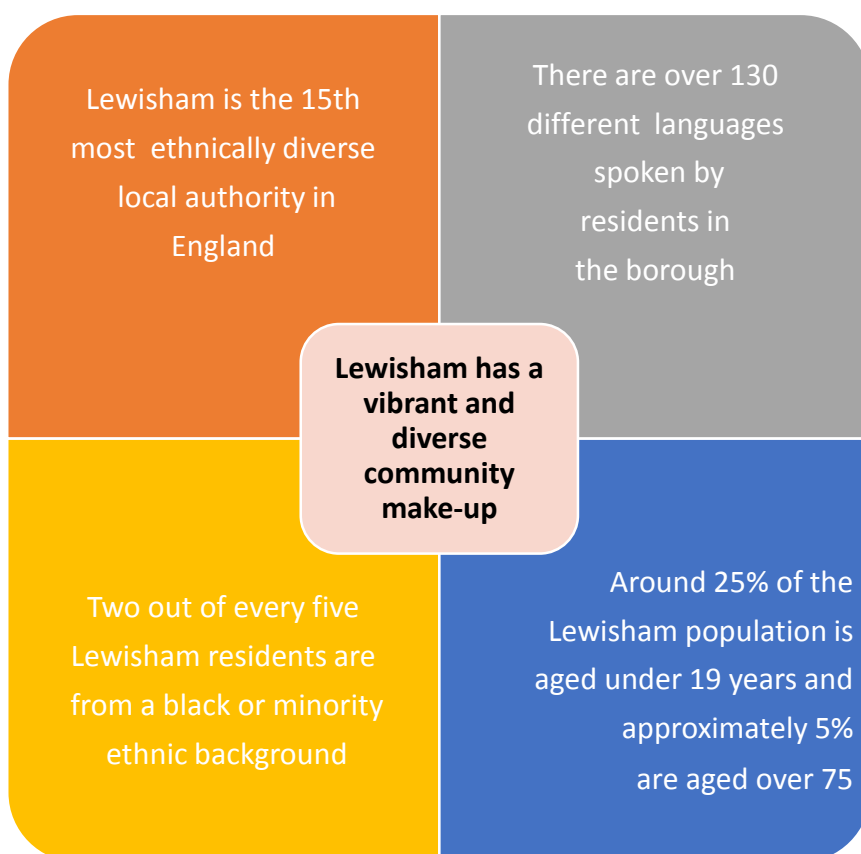 Lewisham is the 15th
most ethnically diverse
local authority in
England
There are over 130
different languages
spoken by
residents in
the borough
Lewisham has a
vibrant and
diverse
community
make-up
Two out of every five
Lewisham residents are
from a black or minority
ethnic background
Around 25% of the
Lewisham population is
aged under 19 years and
approximately 5%
are aged over 75